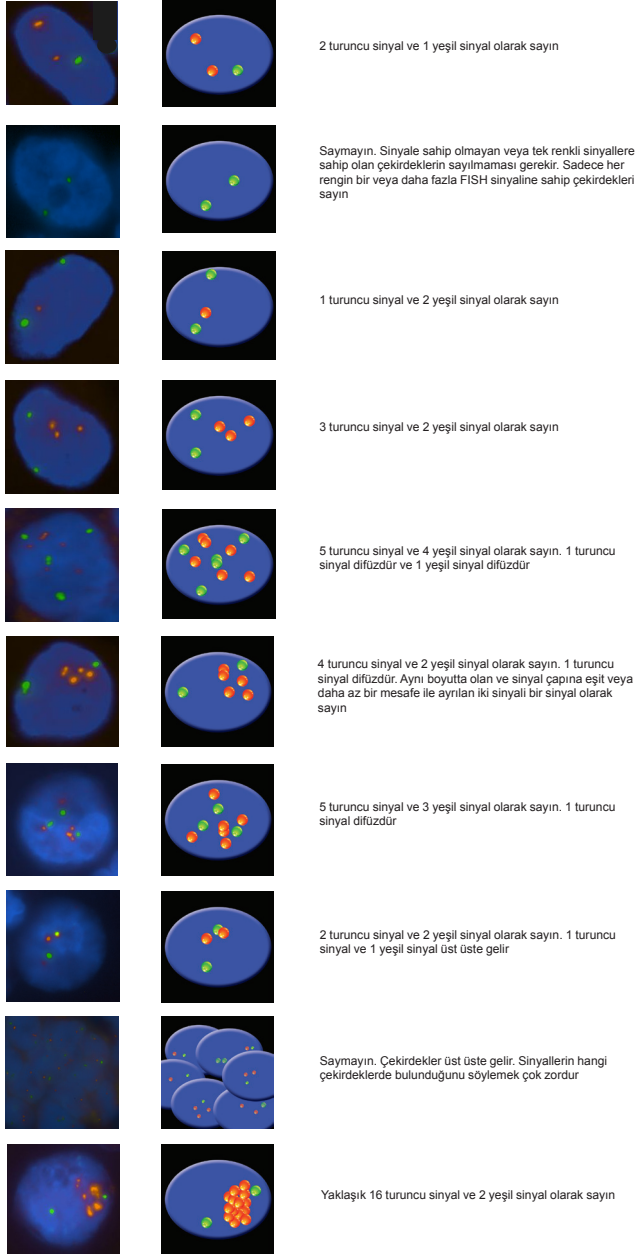 2 turuncu sinyal ve 1 yeşil sinyal olarak sayın
Saymayın. Sinyale sahip olmayan veya tek renkli sinyallere
sahip olan çekirdeklerin sayılmaması gerekir. Sadece her
rengin bir veya daha fazla FISH sinyaline sahip çekirdekleri
sayın
1 turuncu sinyal ve 2 yeşil sinyal olarak sayın
3 turuncu sinyal ve 2 yeşil sinyal olarak sayın
5 turuncu sinyal ve 4 yeşil sinyal olarak sayın. 1 turuncu
sinyal difüzdür ve 1 yeşil sinyal difüzdür
4 turuncu sinyal ve 2 yeşil sinyal olarak sayın. 1 turuncu
sinyal difüzdür. Aynı boyutta olan ve sinyal çapına eşit veya
daha az bir mesafe ile ayrılan iki sinyali bir sinyal olarak
sayın
5 turuncu sinyal ve 3 yeşil sinyal olarak sayın. 1 turuncu
sinyal difüzdür
2 turuncu sinyal ve 2 yeşil sinyal olarak sayın. 1 turuncu
sinyal ve 1 yeşil sinyal üst üste gelir
Saymayın. Çekirdekler üst üste gelir. Sinyallerin hangi
çekirdeklerde bulunduğunu söylemek çok zordur
Yaklaşık 16 turuncu sinyal ve 2 yeşil sinyal olarak sayın